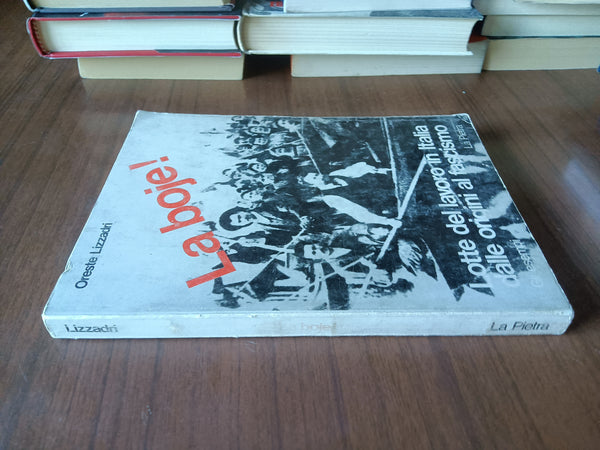 Oreste Lizzadri
La boje!
Lotte del lavoro in Italia
dalle origini al fascismo
La Pietra
Lizzadri
boje!
La Pietra